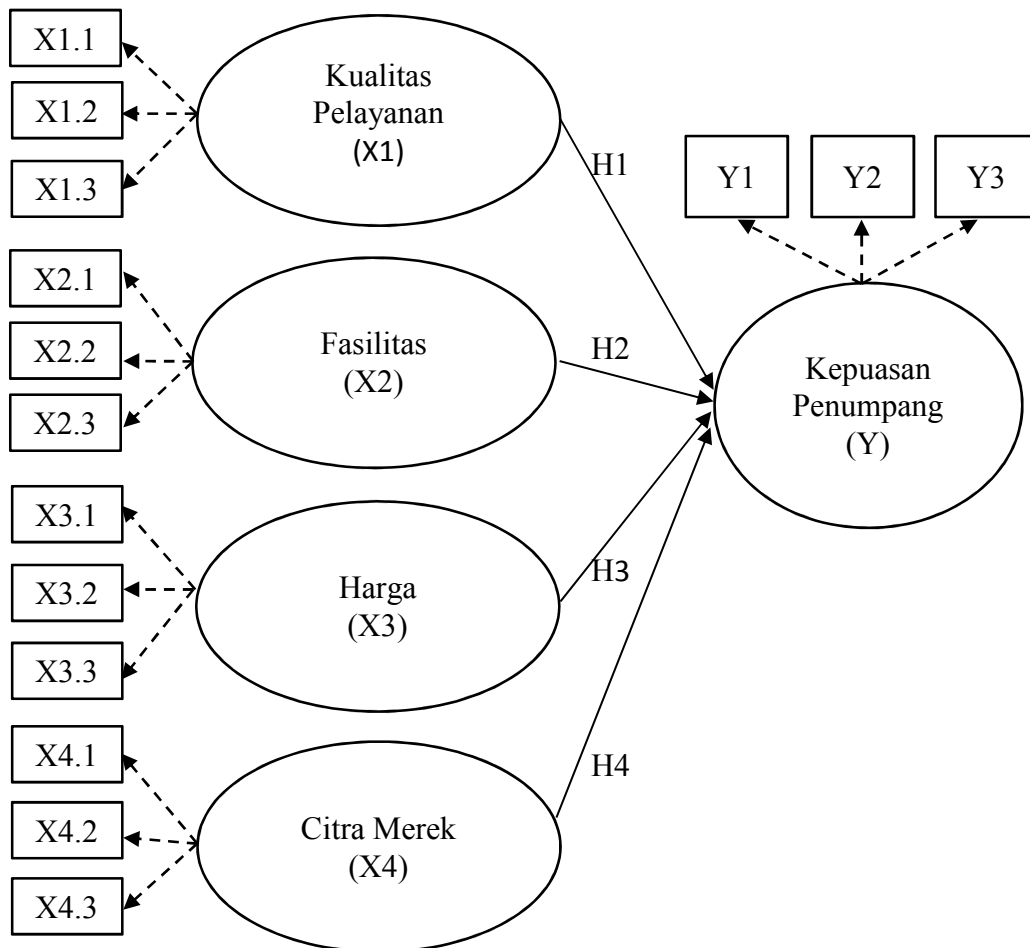 X1.1
X1.2
X1.3
Kualitas
Pelayanan
(X1)
H1
Y1
Y2
Y3
X2.1
X2.2
X2.3
Fasilitas
(X2)
H2
Kepuasan
Penumpang
(Y)
X3.1
X3.2
X3.3
Harga
(X3)
H3
X4.1
X4.2
X4.3
Citra Merek
(X4)
H4